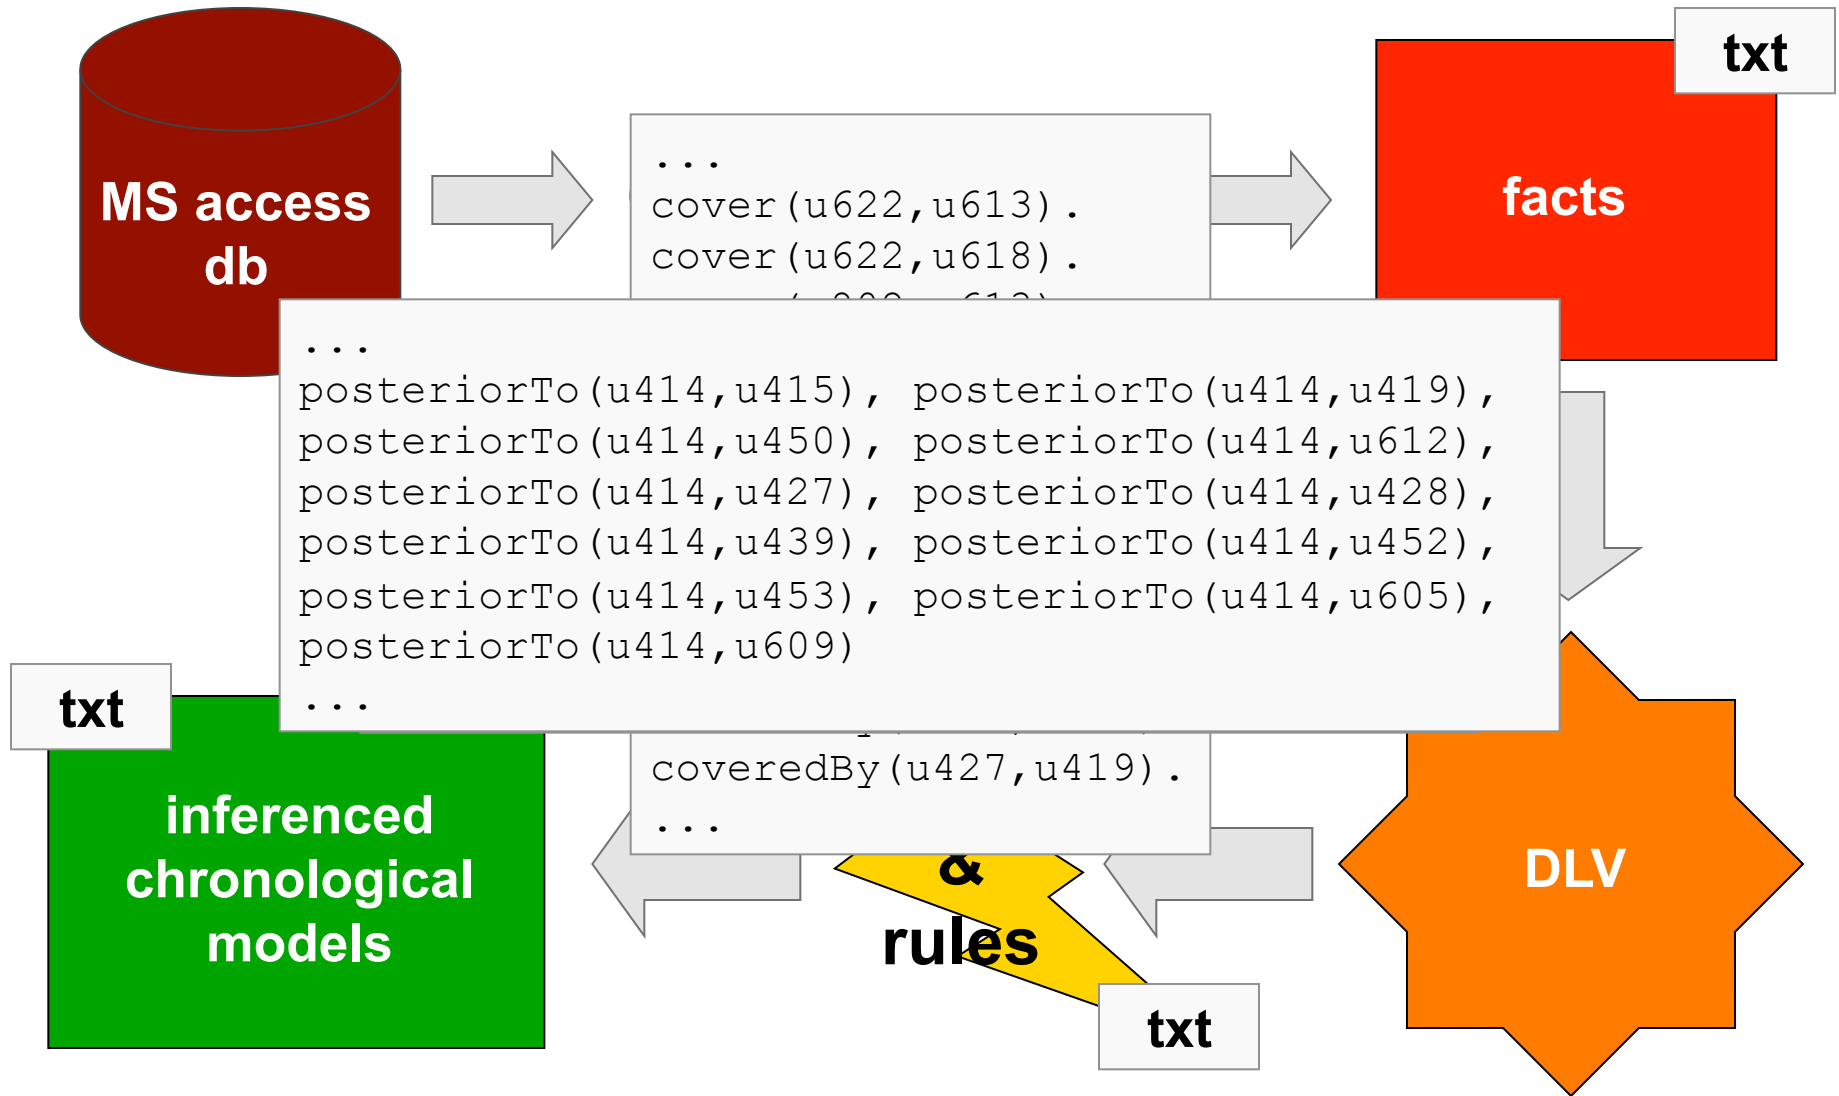 txt
MS access
db
...
cover(u622,u613).
cover(u622,u618).
facts
...
posteriorTo(u414,u415), posteriorTo(u414,u419),
posteriorTo(u414,u450), posteriorTo(u414,u612),
posteriorTo(u414,u427), posteriorTo(u414,u428),
posteriorTo(u414,u439), posteriorTo(u414,u452),
posteriorTo(u414,u453), posteriorTo(u414,u605),
posteriorTo(u414,u609)
...
txt
coveredBy(u427,u419).
...
inferenced
chronological
models
&
rules
txt
DLV